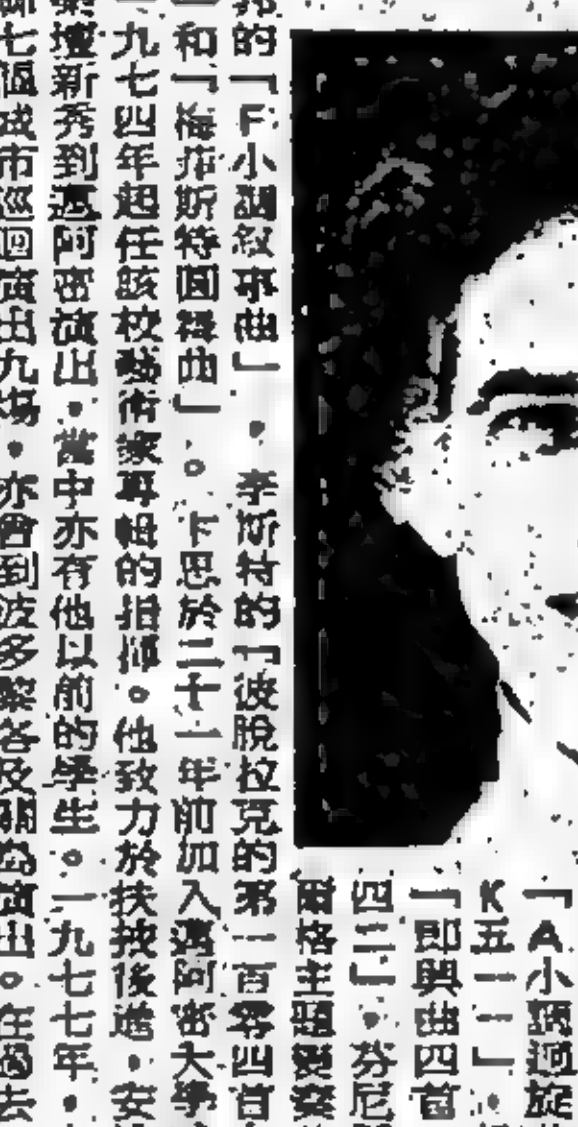 「A小調迴旋
K五一一」
「即興曲四首
四二」，芬尼
爾格主題變奏
的「F小調敍事曲」，李斯特的「彼脫拉克的第一百零四首
和「梅菲斯特圓舞曲」。卡思於二十一年前加入邁阿密大學
九七四年起任該校藝術家專輯的指揮。他致力於扶掖後進，安
樂壇新秀到邁阿密演出，當中亦有他以前的學生。一九七七年，
七個城市巡迴演出九場，亦曾到波多黎各及關島演出。在過去